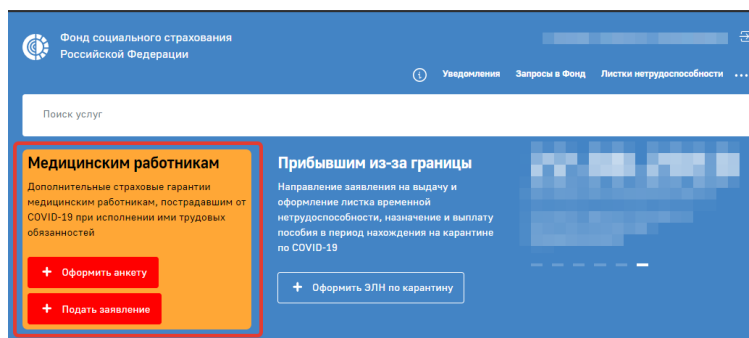 Фонд социального страхования
Российской Федерации
Уведомления Запросы в Фонд Листки нетрудоспособности ...
Поиск услуг
Медицинским работникам
Дополнительные страховые гарантии
медицинским работникам, пострадавшим от
COVID-19 при исполнении ими трудовых
обязанностей
+ Оформить анкету
+ Подать заявление
Прибывшим из-за границы
Направление заявления на выдачу и
оформление листка временной
нетрудоспособности, назначение и выплату
пособия в период нахождения на карантине
по COVID-19
+ Оформить ЭЛН по карантину